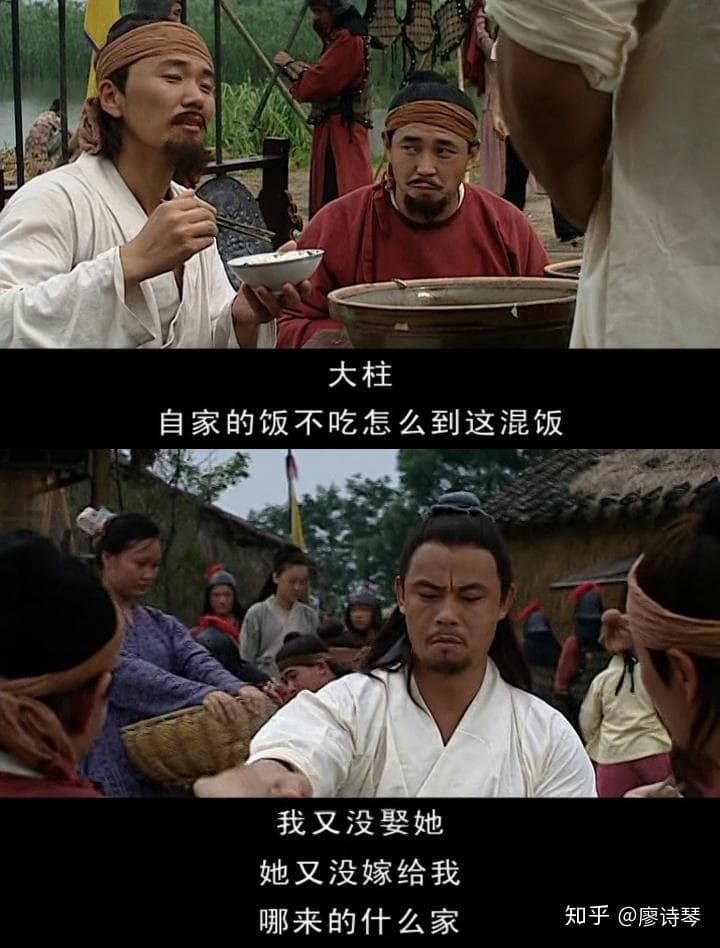 大柱
自家的饭不吃怎么到这混饭
我又没娶她
她又没嫁给我
哪来的什么家
知乎 @廖诗琴